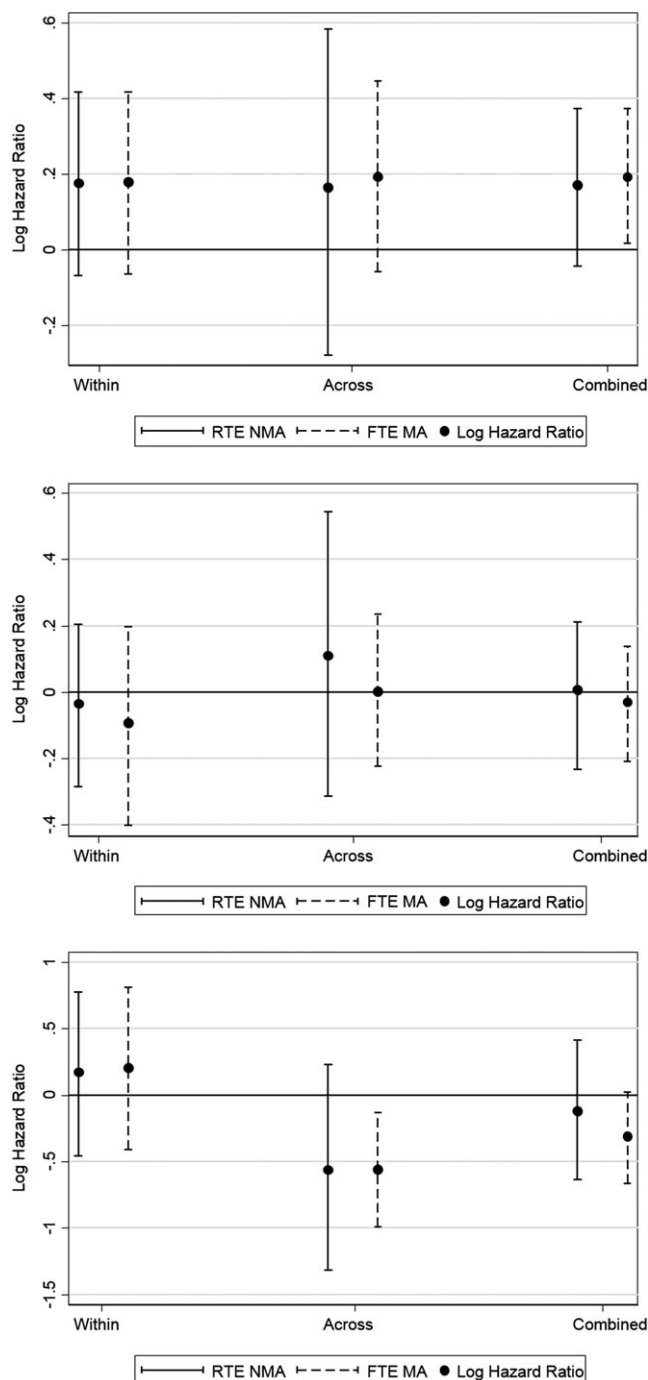 Log Hazard Ratio
.6
.4
.2
0
-.2
Within Across Combined
RTE NMA FTE MA Log Hazard Ratio
Log Hazard Ratio
.6
.4
.2
0
-.2
-.4
Within Across Combined
RTE NMA FTE MA Log Hazard Ratio
Log Hazard Ratio
1
.5
0
-.5
-1
-1.5
Within Across Combined
RTE NMA FTE MA Log Hazard Ratio